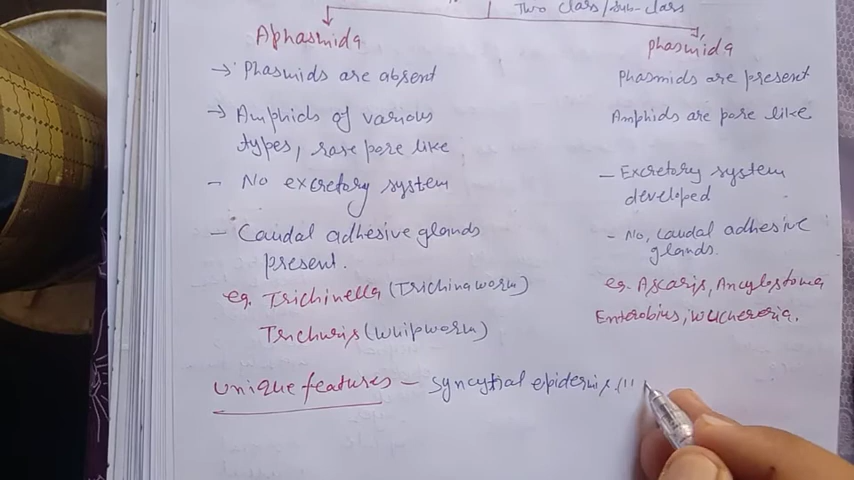 Two class/sub-class
Aphasmida
→ Phasmids are absent
→ Amphids of various
types, rare pore like
- No excretory system
- Caudal adhesive glands
present.
eg. Trichinella (Trichinaworm)
Trichuris (whipworm)
Phasmida
Phasmids are present
Amphids are pore like
- Excretory system
developed
- No, caudal adhesive
glands.
eg. Ascaris, Ancylostoma
Enterobius, Wuchereria.
Unique features - Syncytial epidermis